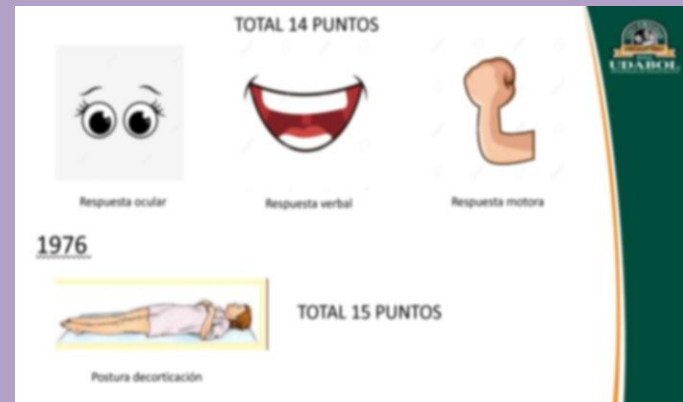 TOTAL 14 PUNTOS
UDABOL
Respuesta ocular
Respuesta verbal
Respuesta motora
1976
TOTAL 15 PUNTOS
Postura decorticación